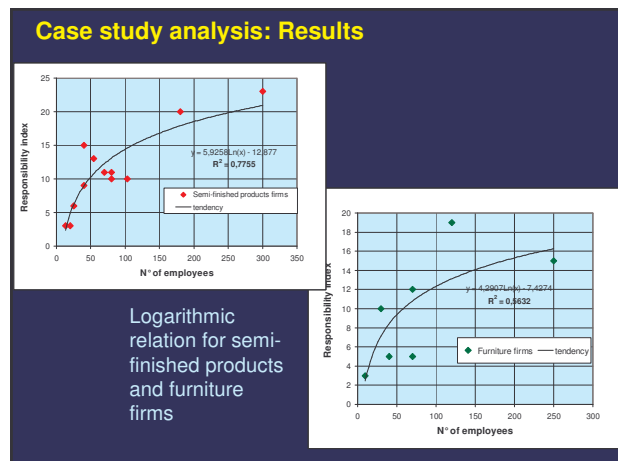 Case study analysis: Results
25
20
15
10
5
0
0 50 100 150 200 250 300 350
Responsibility index
N° of employees
y = 5,9258Ln(x) - 12,877
R² = 0,7755
Semi-finished products firms
tendency
20
18
16
14
12
10
8
6
4
2
0
0 50 100 150 200 250 300
Responsibility index
N° of employees
y = 4,2907Ln(x) - 7,4274
R² = 0,5632
Furniture firms tendency
Logarithmic
relation for semi-
finished products
and furniture
firms